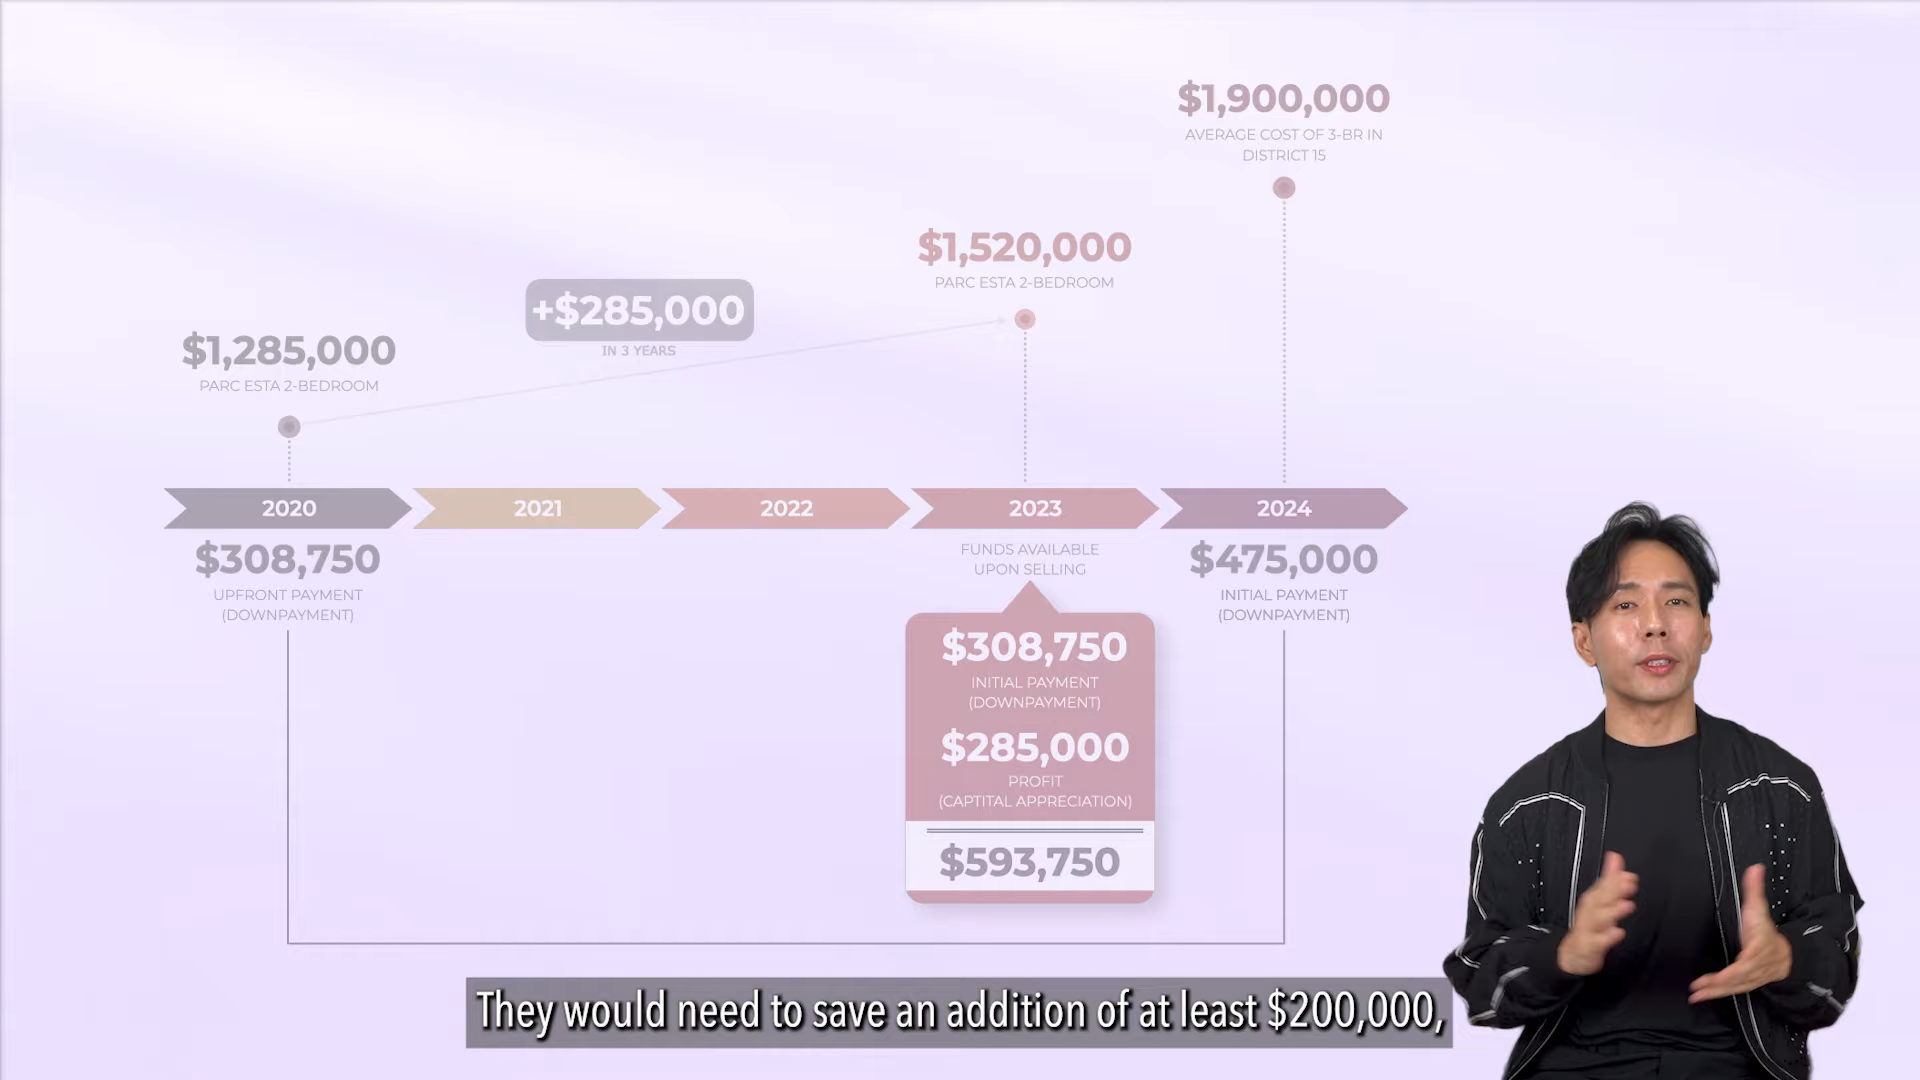 $1,900,000
AVERAGE COST OF 3-BR IN
DISTRICT 15
$1,520,000
PARC ESTA 2-BEDROOM
+$285,000
IN 3 YEARS
$1,285,000
PARC ESTA 2-BEDROOM
2020
2021
2022
2023
2024
$308,750
UPFRONT PAYMENT
(DOWNPAYMENT)
FUNDS AVAILABLE
UPON SELLING
$308,750
INITIAL PAYMENT
(DOWNPAYMENT)
$285,000
PROFIT
(CAPTITAL APPRECIATION)
$593,750
$475,000
INITIAL PAYMENT
(DOWNPAYMENT)
They would need to save an addition of at least $200,000,